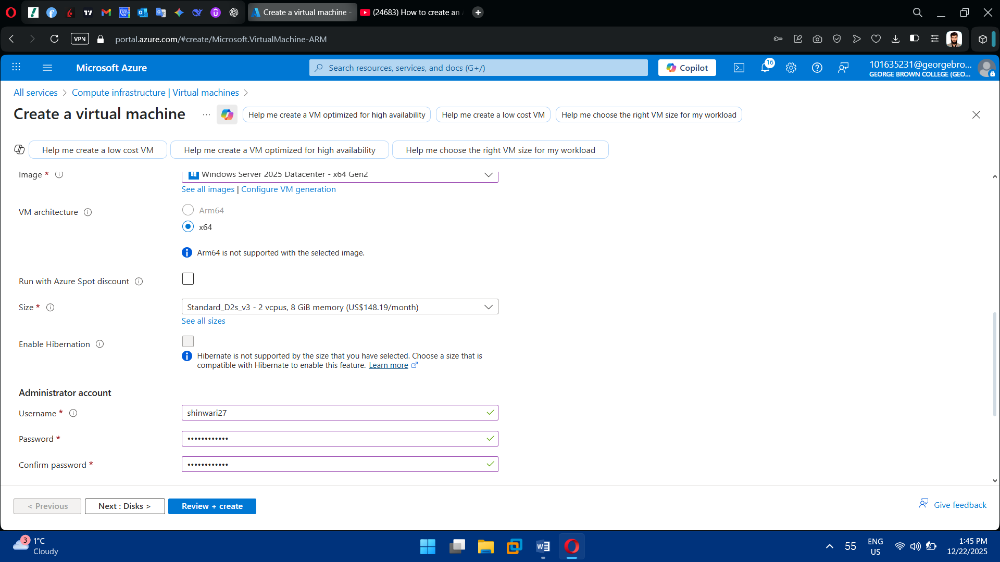 Create a virtual machine -
(24683) How to create an
VPN
portal.azure.com/#create/Microsoft.VirtualMachine-ARM
Microsoft Azure
Search resources, services, and docs (G+/)
Copilot
16
101635231@georgebro...
GEORGE BROWN COLLEGE (GEO...
All services > Compute infrastructure | Virtual machines >
Create a virtual machine
...
Help me create a VM optimized for high availability
Help me create a low cost VM
Help me choose the right VM size for my workload
Help me create a low cost VM
Help me create a VM optimized for high availability
Help me choose the right VM size for my workload
Image *
Windows Server 2025 Datacenter - x64 Gen2
See all images | Configure VM generation
VM architecture
Arm64
x64
Arm64 is not supported with the selected image.
Run with Azure Spot discount
Size *
Standard_D2s_v3 - 2 vcpus, 8 GiB memory (US$148.19/month)
See all sizes
Enable Hibernation
Hibernate is not supported by the size that you have selected. Choose a size that is
compatible with Hibernate to enable this feature. Learn more
Administrator account
Username *
shinwari27
Password *
••••••••••••
Confirm password *
••••••••••••
< Previous
Next : Disks >
Review + create
Give feedback
3
1°C
Cloudy
55
ENG
US
1:45 PM
12/22/2025